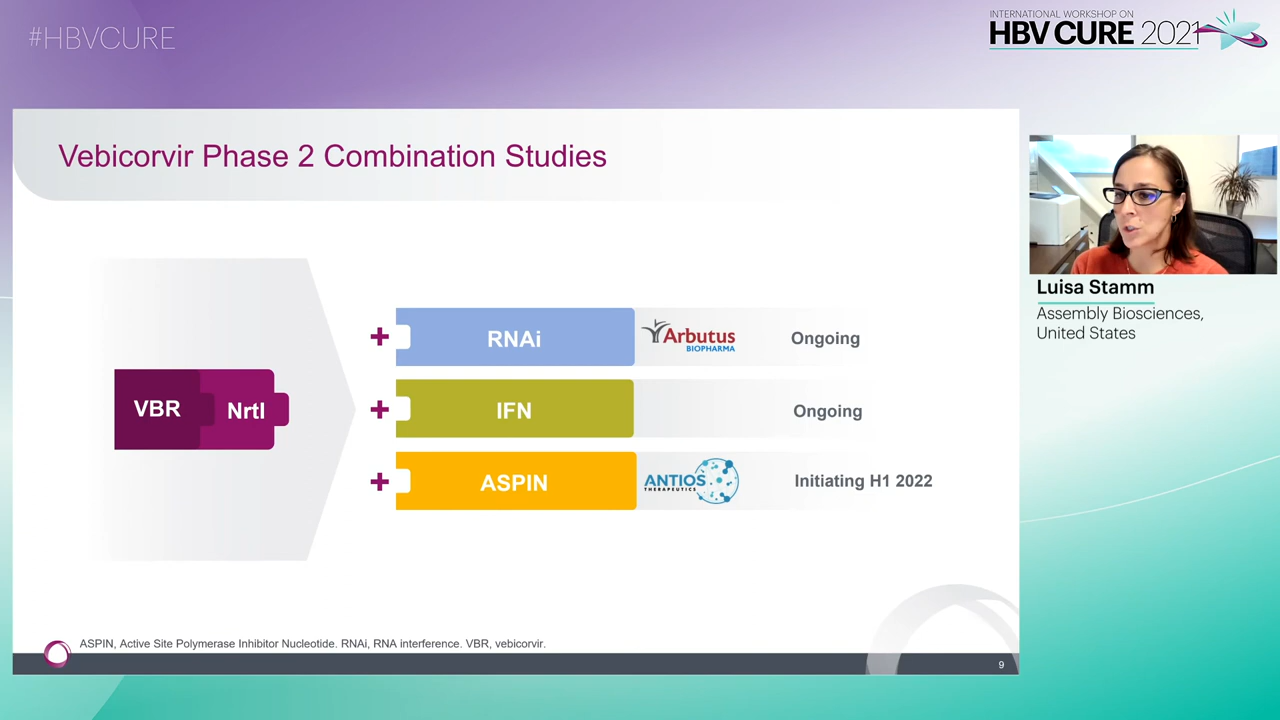 #HBVCURE
INTERNATIONAL WORKSHOP ON
HBV CURE 2021
Vebicorvir Phase 2 Combination Studies
VBR
NrtI
+ RNAi
Arbutus
BIOPHARMA
Ongoing
+ IFN
Ongoing
+ ASPIN
ANTIOS
THERAPEUTICS
Initiating H1 2022
Luisa Stamm
Assembly Biosciences,
United States
ASPIN, Active Site Polymerase Inhibitor Nucleotide. RNAi, RNA interference. VBR, vebicorvir.
9